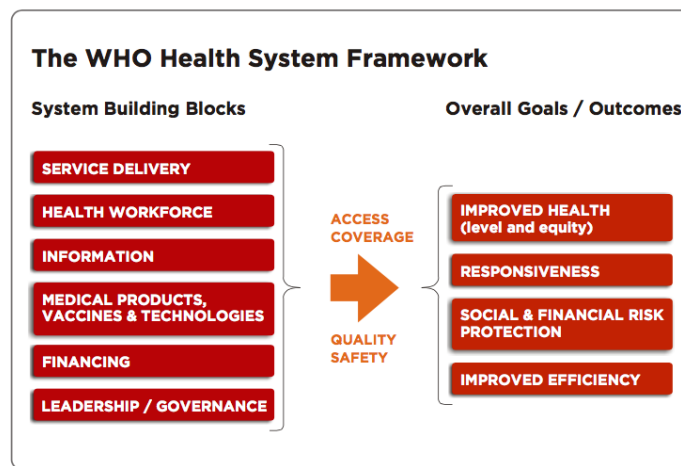 The WHO Health System Framework
System Building Blocks
Overall Goals / Outcomes
SERVICE DELIVERY
HEALTH WORKFORCE
INFORMATION
MEDICAL PRODUCTS,
VACCINES & TECHNOLOGIES
FINANCING
LEADERSHIP / GOVERNANCE
ACCESS
COVERAGE
QUALITY
SAFETY
IMPROVED HEALTH
(level and equity)
RESPONSIVENESS
SOCIAL & FINANCIAL RISK
PROTECTION
IMPROVED EFFICIENCY